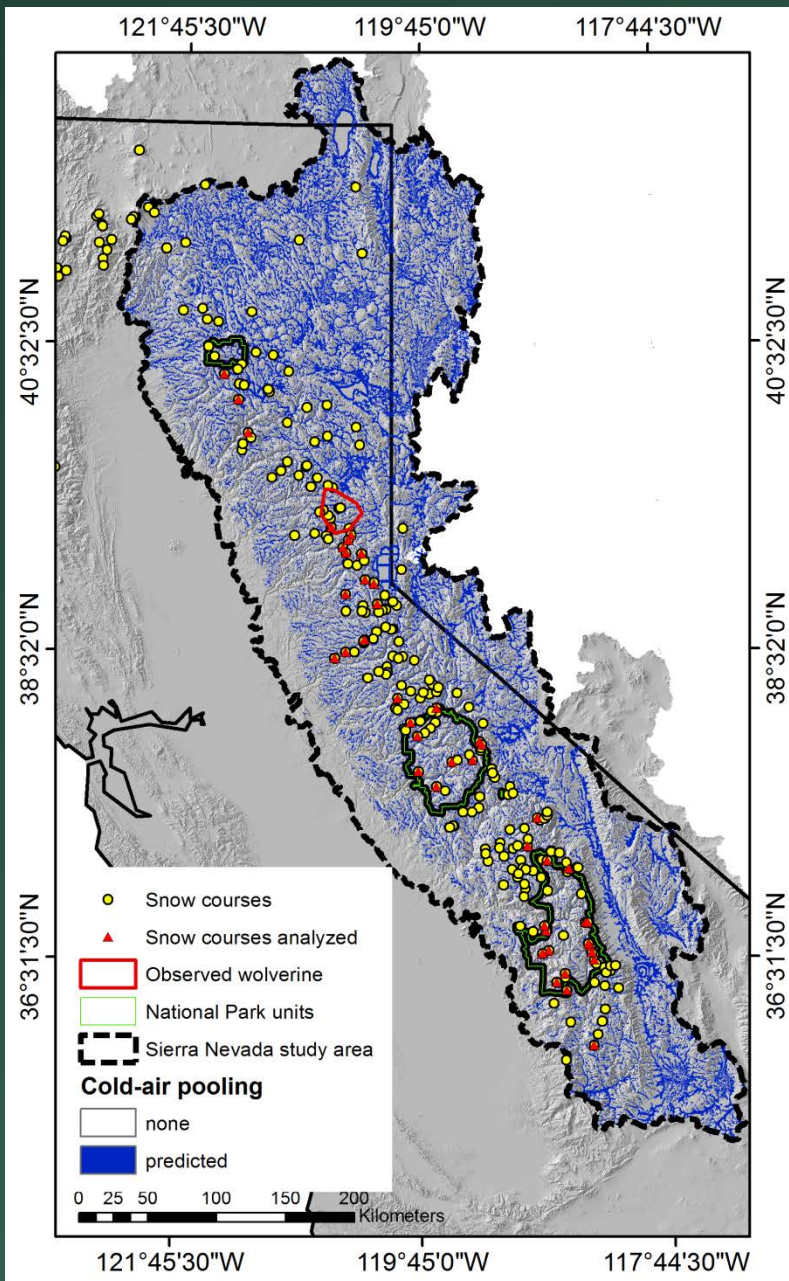 121°45'30"W 119°45'0"W 117°44'30"W
40°32'30"N 40°32'30"N
38°32'0"N 38°32'0"N
36°31'30"N 36°31'30"N
Snow courses
Snow courses analyzed
Observed wolverine
National Park units
Sierra Nevada study area
Cold-air pooling
none
predicted
0 25 50 100 150 200
Kilometers
121°45'30"W 119°45'0"W 117°44'30"W